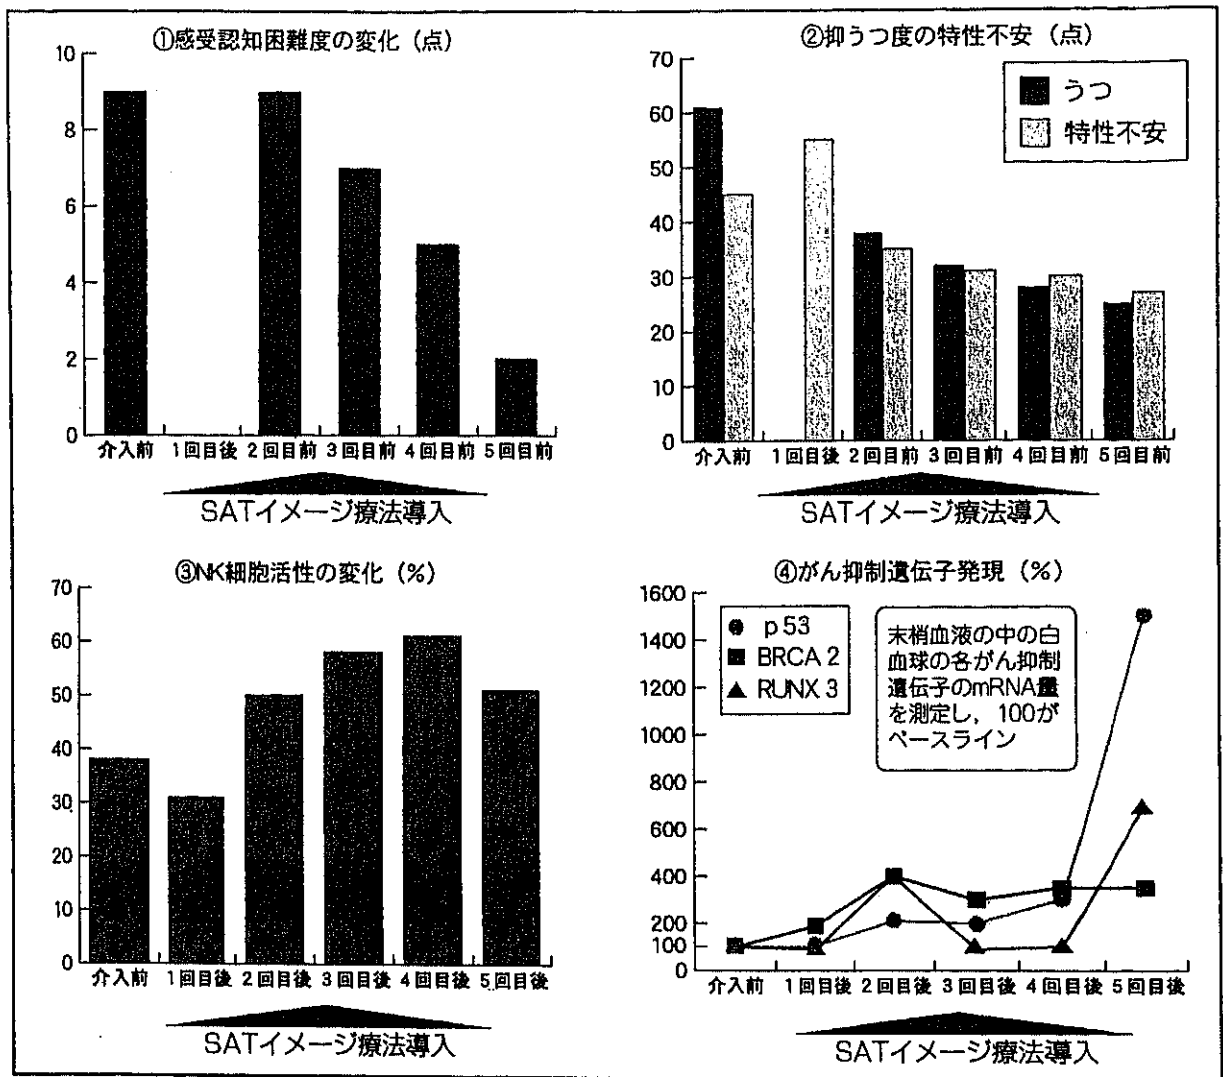 ①感受認知困難度の変化（点）
10
8
6
4
2
0
介入前 1回目後 2回目前 3回目前 4回目前 5回目前
SATイメージ療法導入
②抑うつ度の特性不安（点）
70
60
50
40
30
20
10
0
うつ
特性不安
介入前 1回目後 2回目前 3回目前 4回目前 5回目前
SATイメージ療法導入
③NK細胞活性の変化（%）
70
60
50
40
30
20
10
0
介入前 1回目後 2回目後 3回目後 4回目後 5回目後
SATイメージ療法導入
④がん抑制遺伝子発現（%）
1600
1400
1200
1000
800
600
400
200
100
0
p53
BRCA2
RUNX3
末梢血液の中の白
血球の各がん抑制
遺伝子のmRNA量
を測定し，100が
ベースライン
介入前 1回目後 2回目後 3回目後 4回目後 5回目後
SATイメージ療法導入